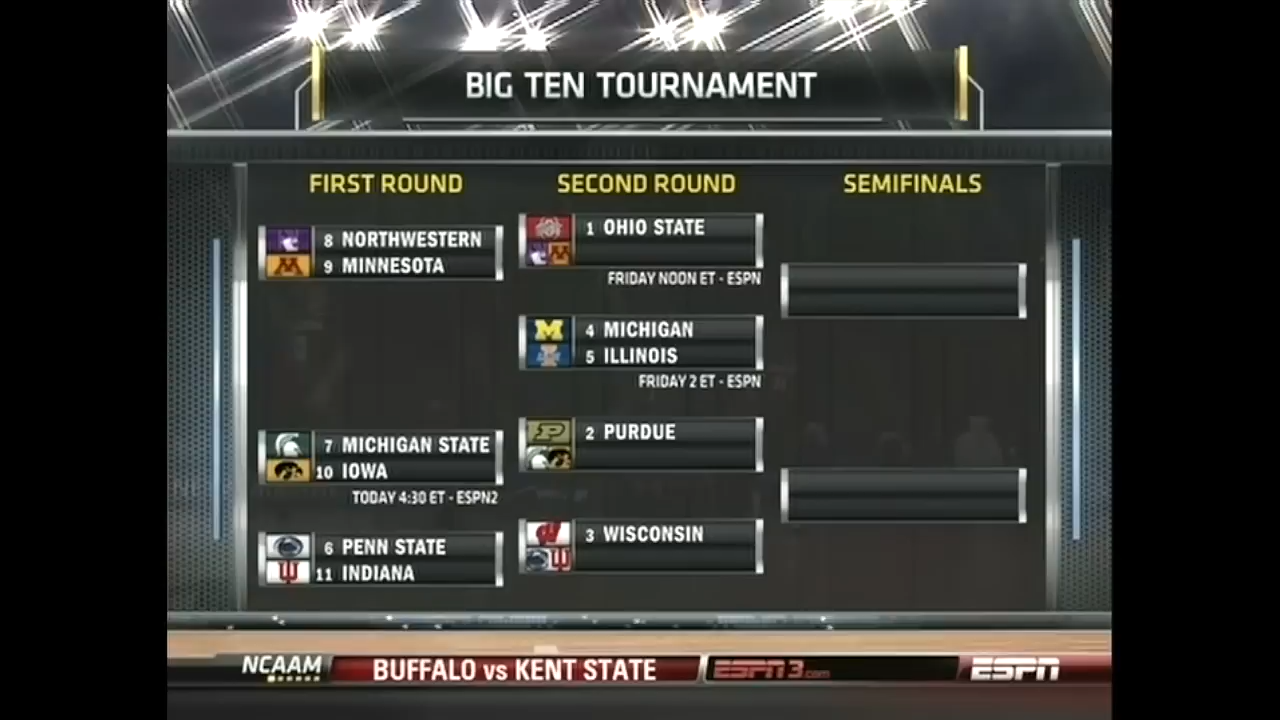 BIG TEN TOURNAMENT
FIRST ROUND
8 NORTHWESTERN
9 MINNESOTA
7 MICHIGAN STATE
10 IOWA
TODAY 4:30 ET - ESPN2
6 PENN STATE
11 INDIANA
SECOND ROUND
1 OHIO STATE
FRIDAY NOON ET - ESPN
4 MICHIGAN
5 ILLINOIS
FRIDAY 2 ET - ESPN
2 PURDUE
3 WISCONSIN
SEMIFINALS
NCAAM BUFFALO vs KENT STATE ESPN3.com ESPN